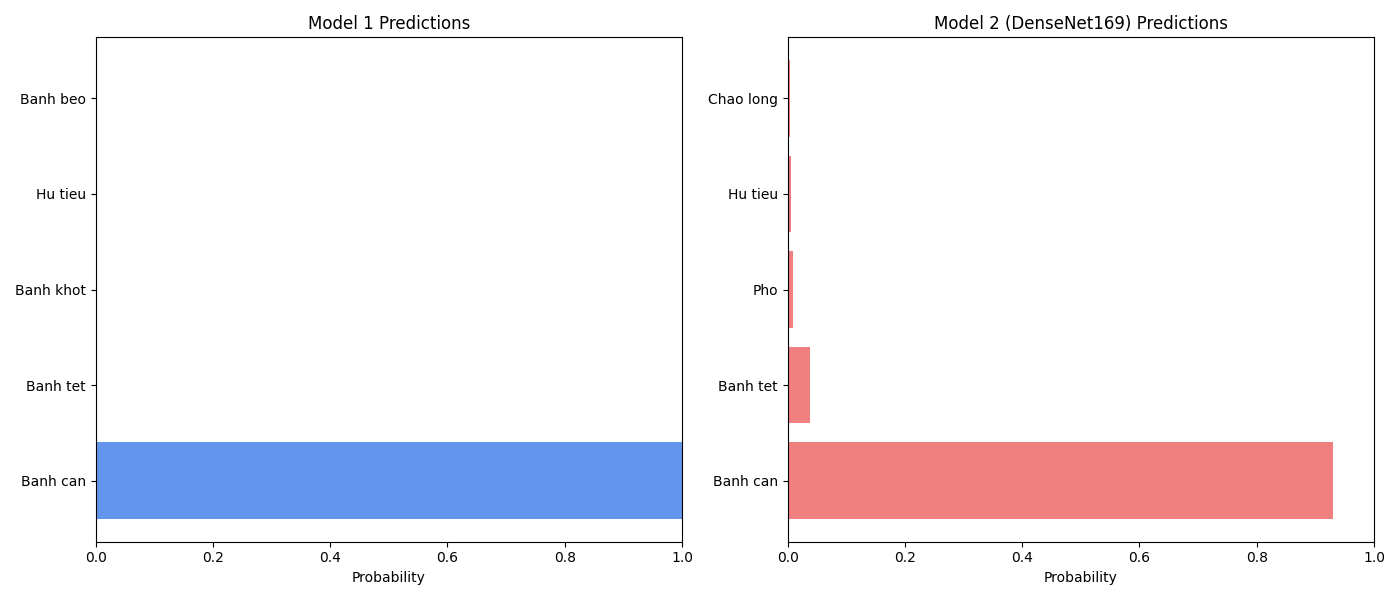 Model 1 Predictions
Banh beo
Hu tieu
Banh khot
Banh tet
Banh can
0.0 0.2 0.4 0.6 0.8 1.0
Probability
Model 2 (DenseNet169) Predictions
Chao long
Hu tieu
Pho
Banh tet
Banh can
0.0 0.2 0.4 0.6 0.8 1.0
Probability